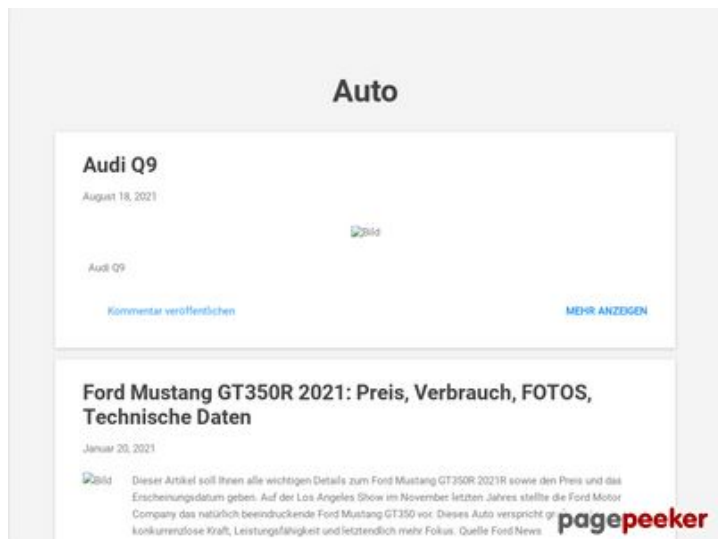 Auto
Audi Q9
August 18, 2021
Bild
Audi Q9
Kommentar veröffentlichen
MEHR ANZEIGEN
Ford Mustang GT350R 2021: Preis, Verbrauch, FOTOS,
Technische Daten
Januar 20, 2021
Bild
Dieser Artikel soll Ihnen alle wichtigen Details zum Ford Mustang GT350R 2021R sowie den Preis und das
Erscheinungsdatum geben. Auf der Los Angeles Show im November letzten Jahres stellte die Ford Motor
Company das natürlich beeindruckende Ford Mustang GT350 vor. Dieses Auto verspricht
konkurrenzlose Kraft, Leistungsfähigkeit und letztendlich mehr Fokus. Quelle Ford News
pagepeeker